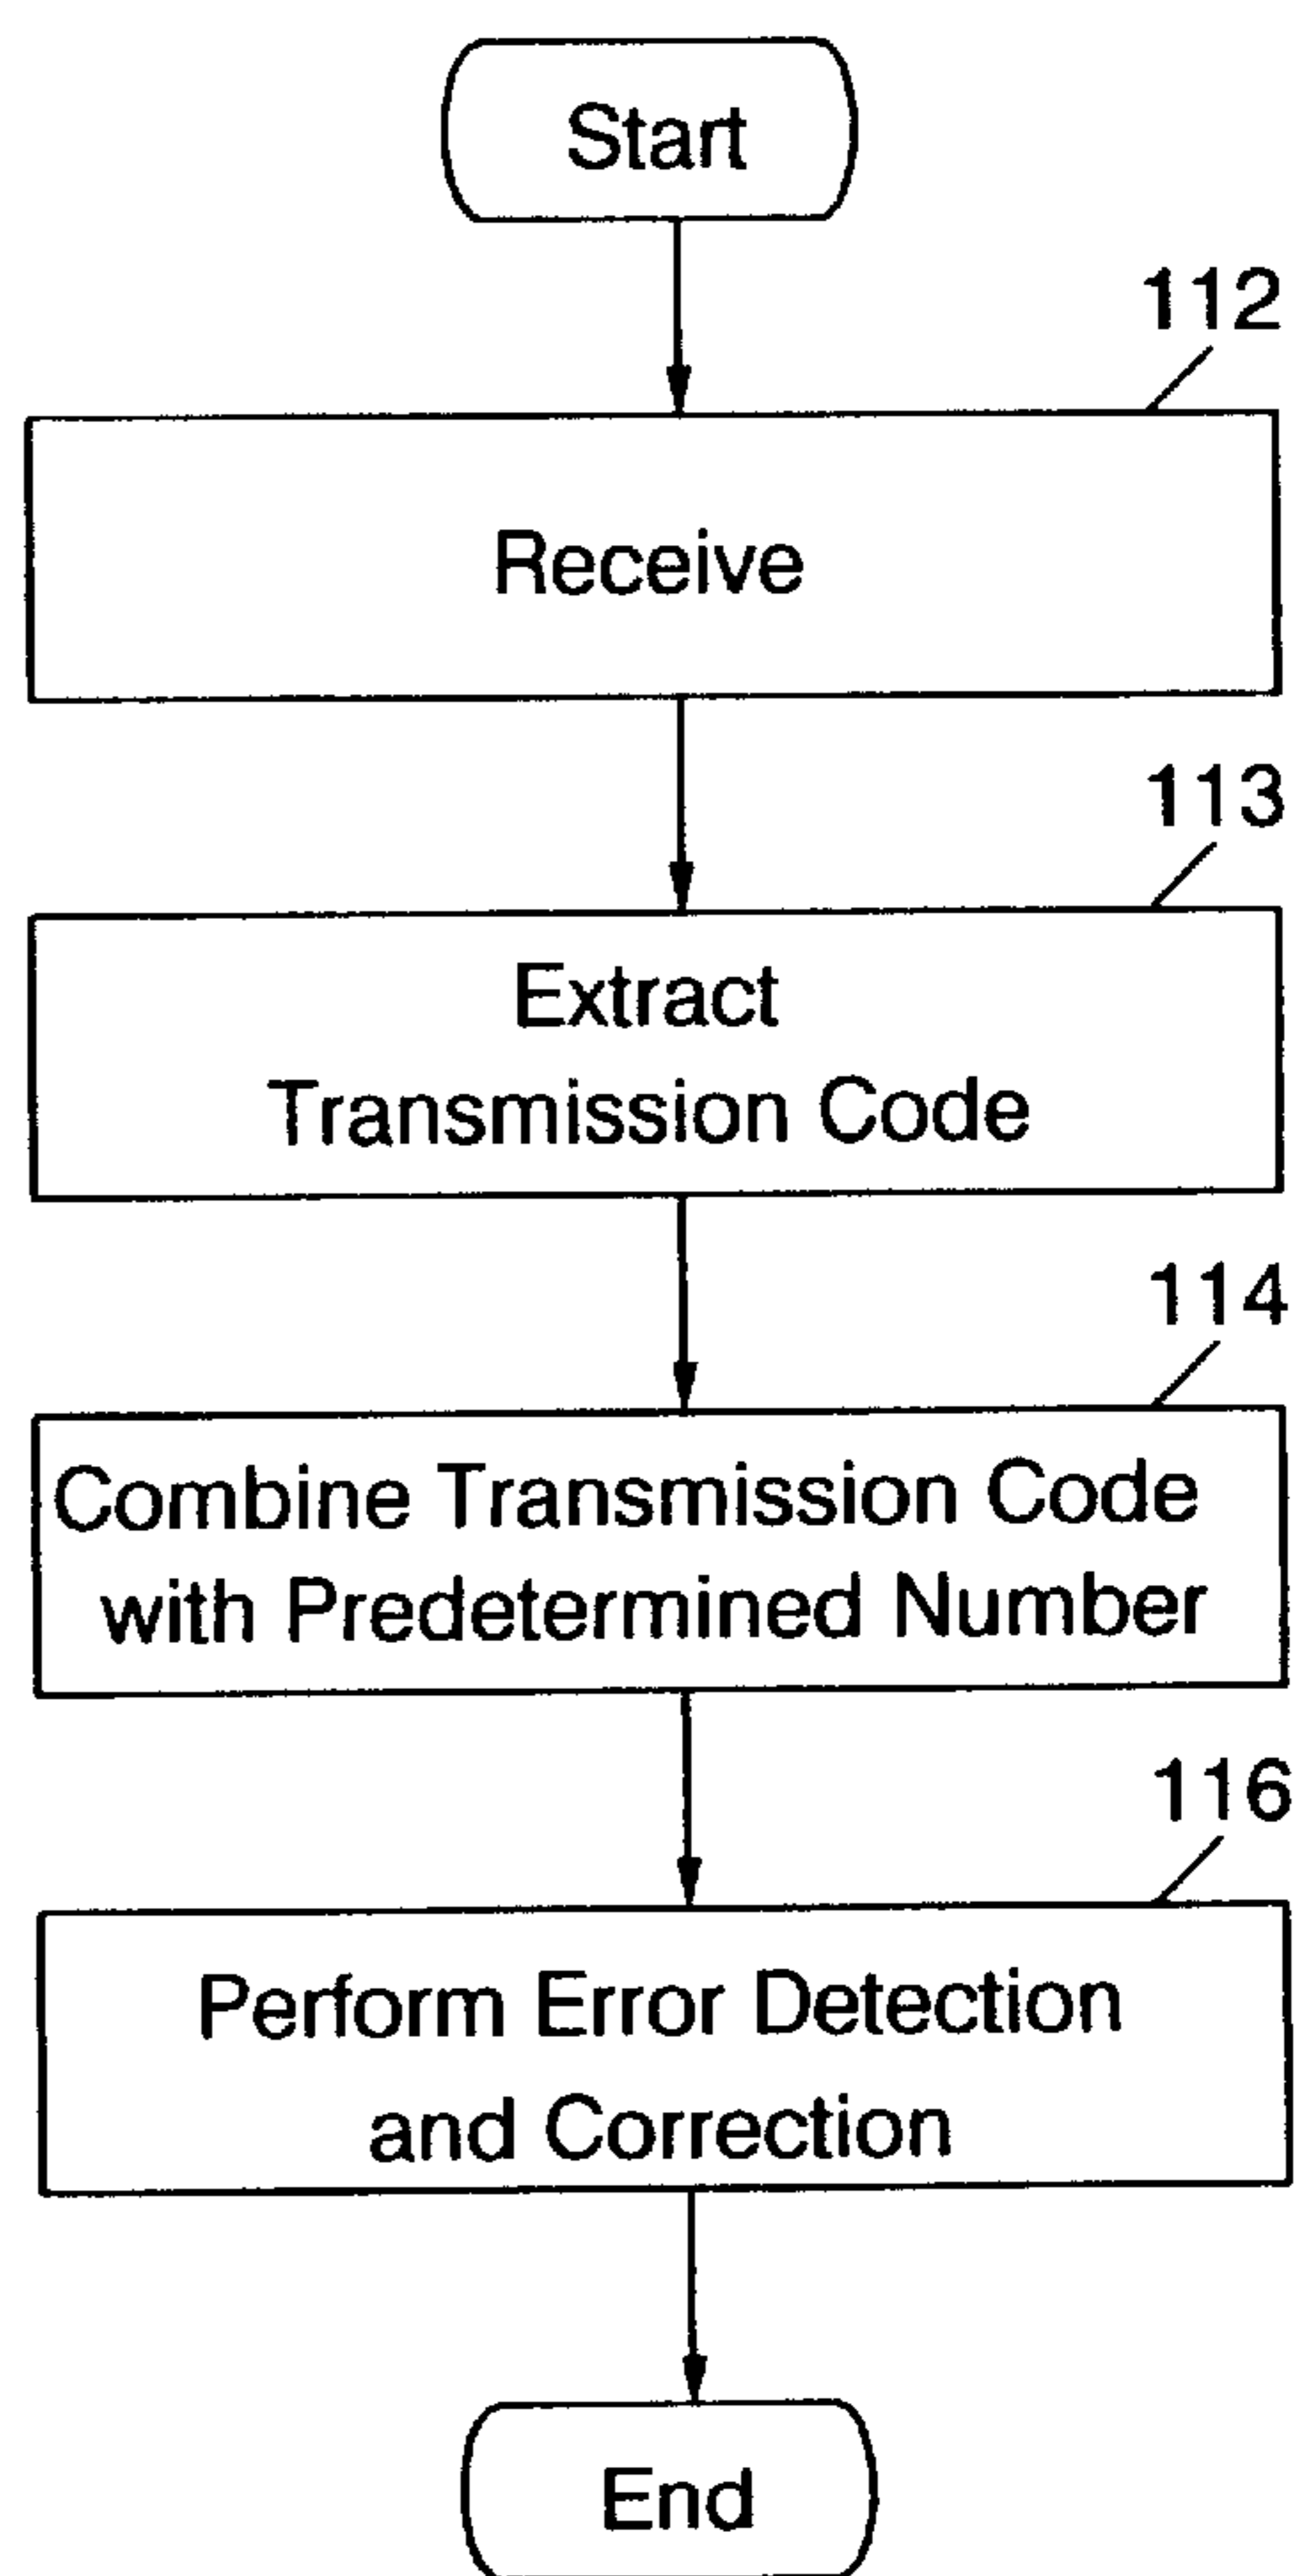 Start
112
Receive
113
Extract
Transmission Code
114
Combine Transmission Code
with Predetermined Number
116
Perform Error Detection
and Correction
End